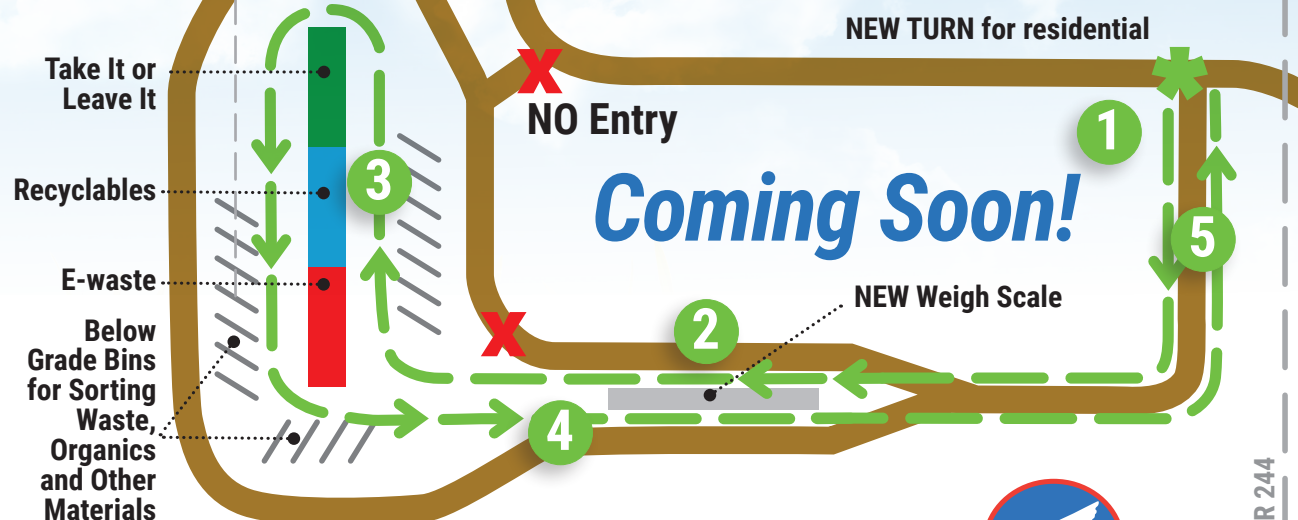 NEW TURN for residential
Take It or
Leave It
NO Entry
1
Recyclables
3
Coming Soon!
5
E-waste
NEW Weigh Scale
2
Below
Grade Bins
for Sorting
Waste,
Organics
and Other
Materials
4
R 244
X
X